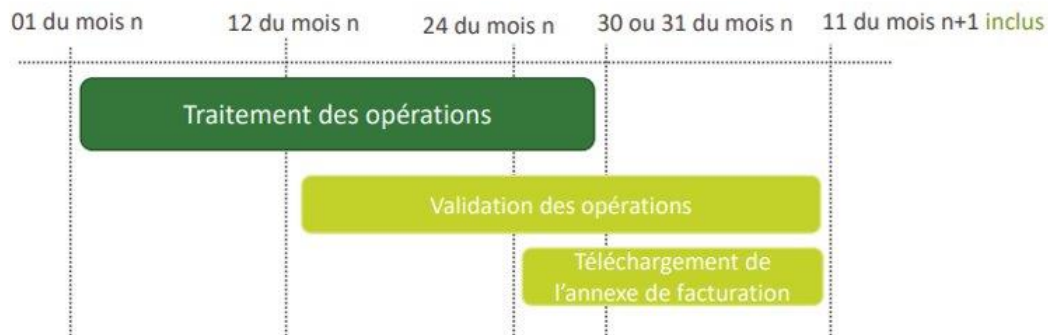 01 du mois n 12 du mois n 24 du mois n 30 ou 31 du mois n 11 du mois n+1 inclus
Traitement des opérations
Validation des opérations
Téléchargement de
l'annexe de facturation